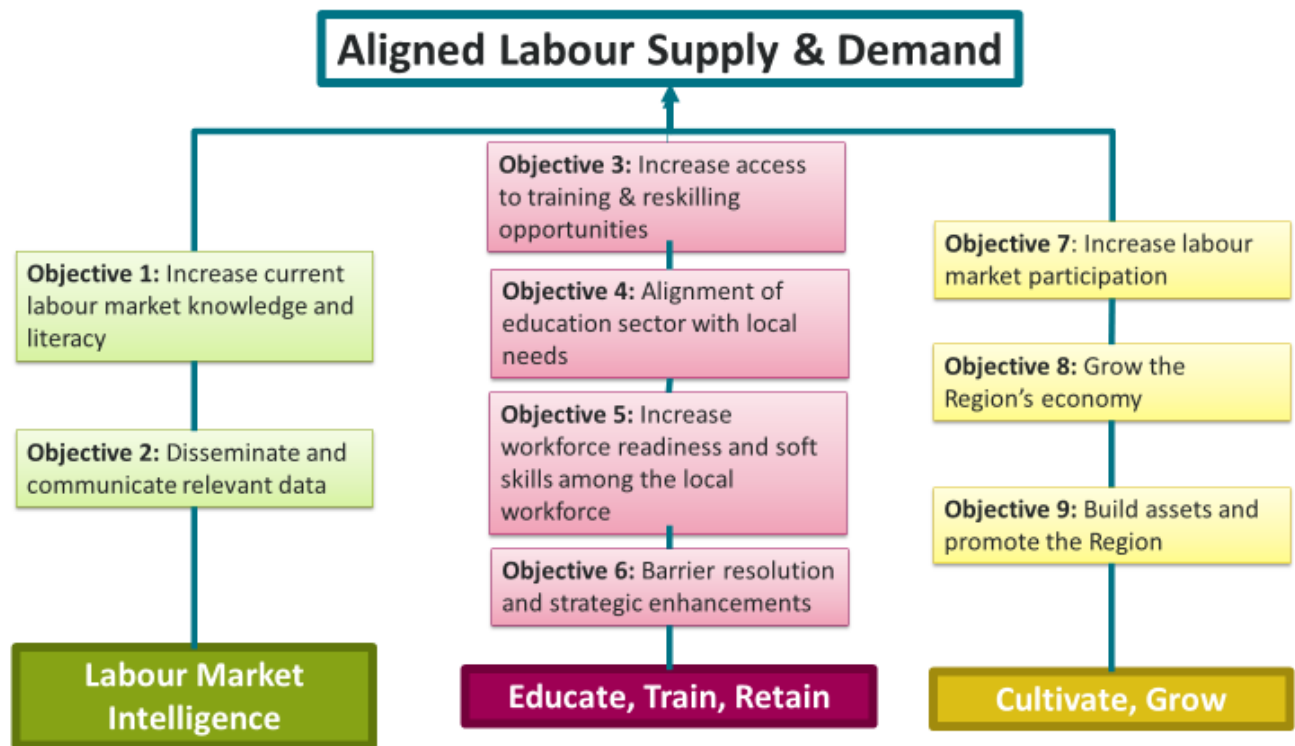 Aligned Labour Supply & Demand
Objective 1: Increase current
labour market knowledge and
literacy
Objective 2: Disseminate and
communicate relevant data
Labour Market
Intelligence
Objective 3: Increase access
to training & reskilling
opportunities
Objective 4: Alignment of
education sector with local
needs
Objective 5: Increase
workforce readiness and soft
skills among the local
workforce
Objective 6: Barrier resolution
and strategic enhancements
Educate, Train, Retain
Objective 7: Increase labour
market participation
Objective 8: Grow the
Region's economy
Objective 9: Build assets and
promote the Region
Cultivate, Grow